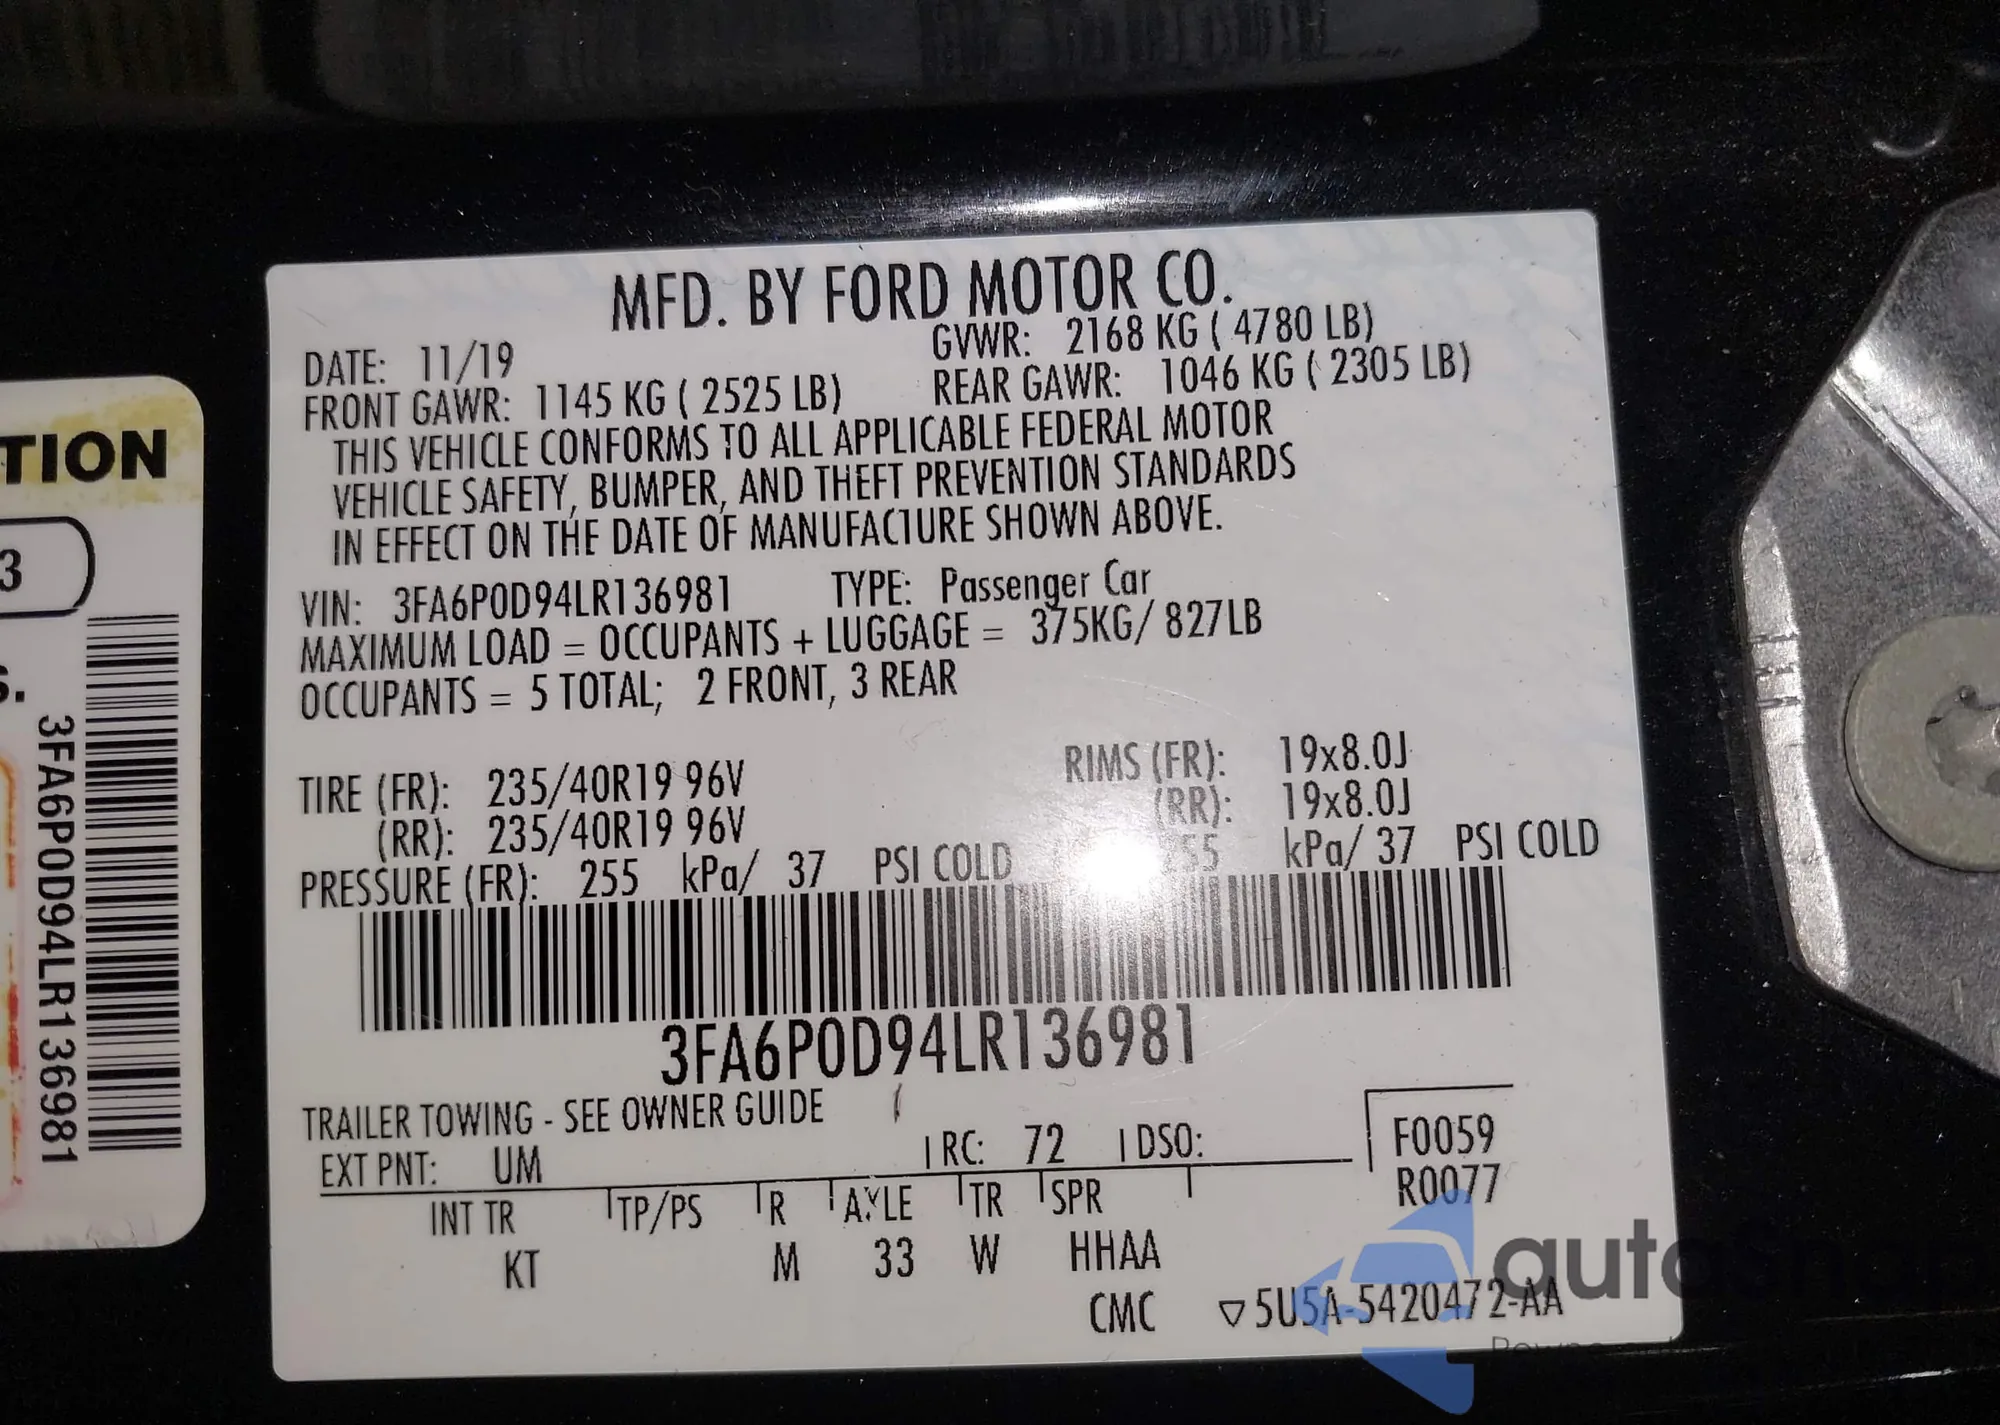 MFD. BY FORD MOTOR CO.
DATE: 11/19 GVWR: 2168 KG ( 4780 LB)
FRONT GAWR: 1145 KG ( 2525 LB) REAR GAWR: 1046 KG ( 2305 LB)
THIS VEHICLE CONFORMS TO ALL APPLICABLE FEDERAL MOTOR
VEHICLE SAFETY, BUMPER, AND THEFT PREVENTION STANDARDS
IN EFFECT ON THE DATE OF MANUFACTURE SHOWN ABOVE.
VIN: 3FA6P0D94LR136981 TYPE: Passenger Car
MAXIMUM LOAD = OCCUPANTS + LUGGAGE = 375KG/ 827LB
OCCUPANTS = 5 TOTAL; 2 FRONT, 3 REAR
TIRE (FR): 235/40R19 96V RIMS (FR): 19x8.0J
(RR): 235/40R19 96V (RR): 19x8.0J
PRESSURE (FR): 255 kPa/ 37 PSI COLD 255 kPa/ 37 PSI COLD
3FA6P0D94LR136981
TRAILER TOWING - SEE OWNER GUIDE
EXT PNT: UM RC: 72 DSO: F0059
R0077
INT TR TP/PS R AXLE TR SPR
KT M 33 W HHAA
CMC ▽5U5A-5420472-AA
TION
3
S.
3FA6P0D94LR136981